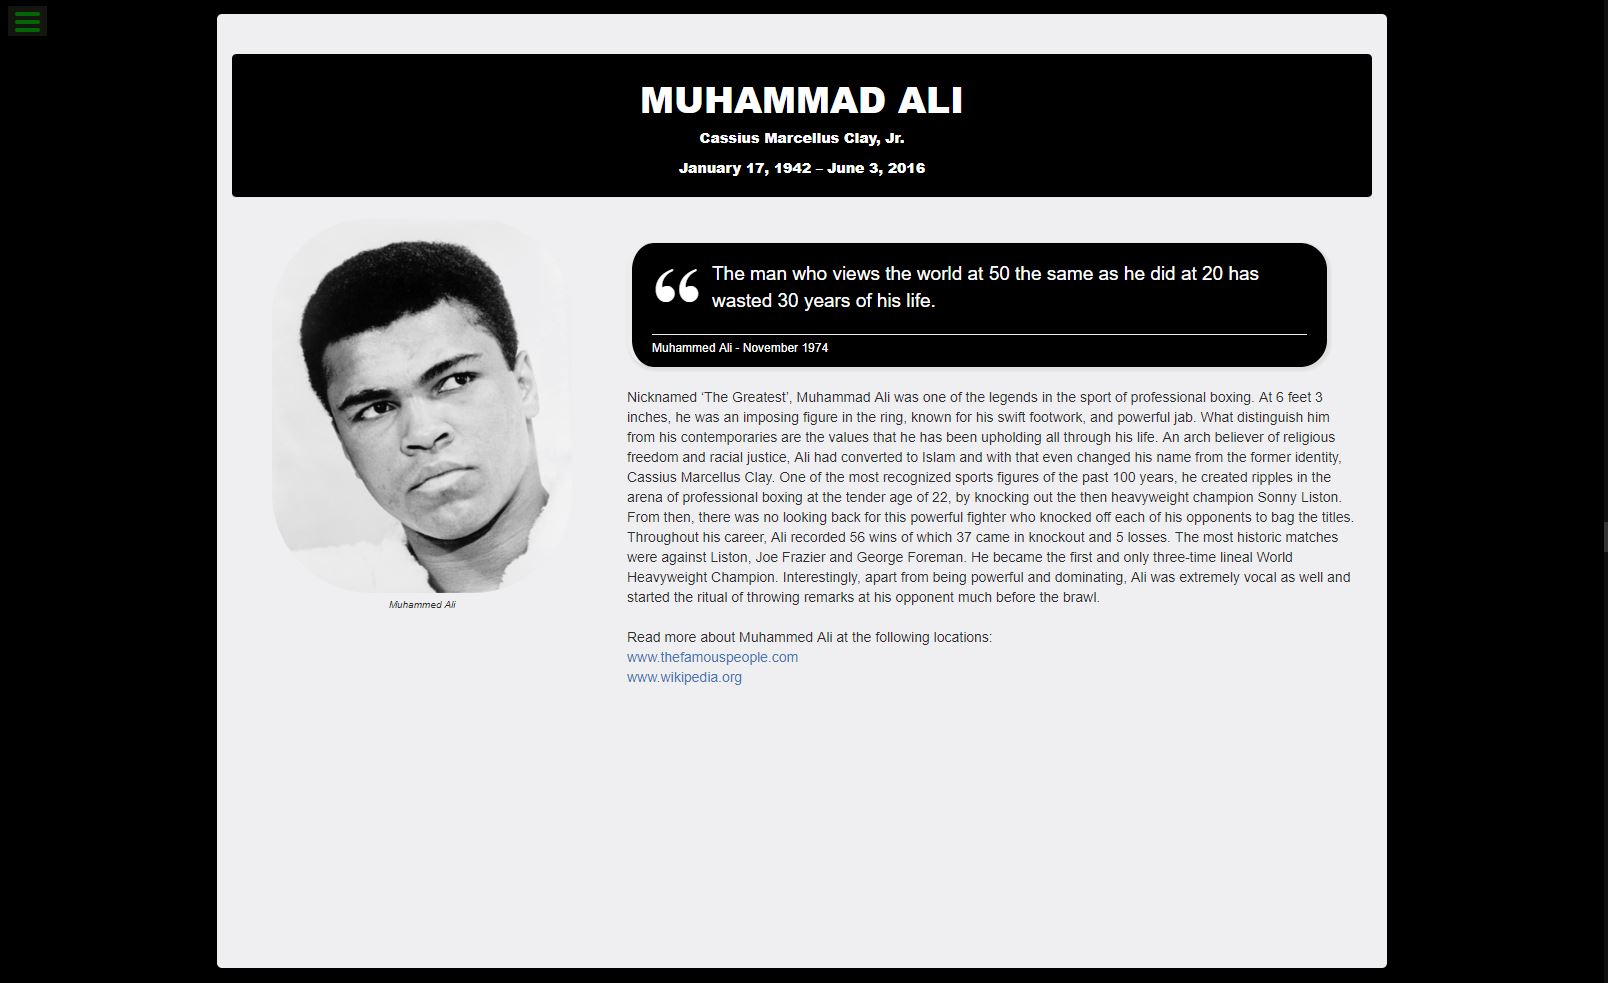 MUHAMMAD ALI
Cassius Marcellus Clay, Jr.
January 17, 1942 – June 3, 2016
“ The man who views the world at 50 the same as he did at 20 has
wasted 30 years of his life.
Muhammed Ali - November 1974
Muhammed Ali
Nicknamed ‘The Greatest’, Muhammad Ali was one of the legends in the sport of professional boxing. At 6 feet 3
inches, he was an imposing figure in the ring, known for his swift footwork, and powerful jab. What distinguish him
from his contemporaries are the values that he has been upholding all through his life. An arch believer of religious
freedom and racial justice, Ali had converted to Islam and with that even changed his name from the former identity,
Cassius Marcellus Clay. One of the most recognized sports figures of the past 100 years, he created ripples in the
arena of professional boxing at the tender age of 22, by knocking out the then heavyweight champion Sonny Liston.
From then, there was no looking back for this powerful fighter who knocked off each of his opponents to bag the titles.
Throughout his career, Ali recorded 56 wins of which 37 came in knockout and 5 losses. The most historic matches
were against Liston, Joe Frazier and George Foreman. He became the first and only three-time lineal World
Heavyweight Champion. Interestingly, apart from being powerful and dominating, Ali was extremely vocal as well and
started the ritual of throwing remarks at his opponent much before the brawl.
Read more about Muhammed Ali at the following locations:
www.thefamouspeople.com
www.wikipedia.org